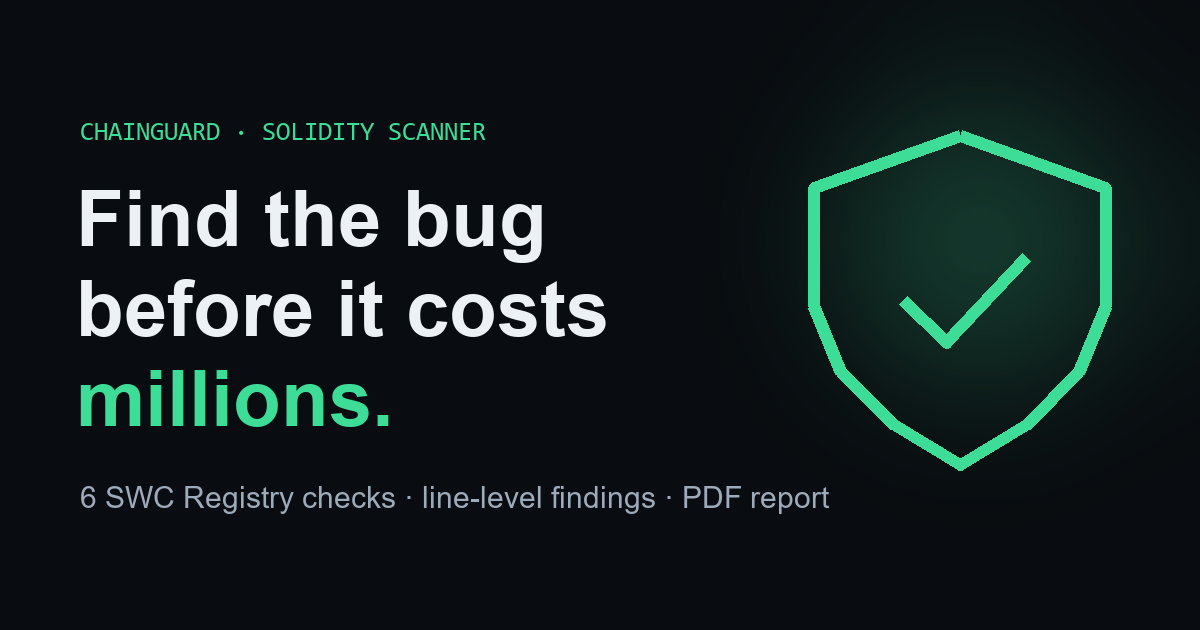 CHAINGUARD · SOLIDITY SCANNER
Find the bug
before it costs
millions.
6 SWC Registry checks · line-level findings · PDF report